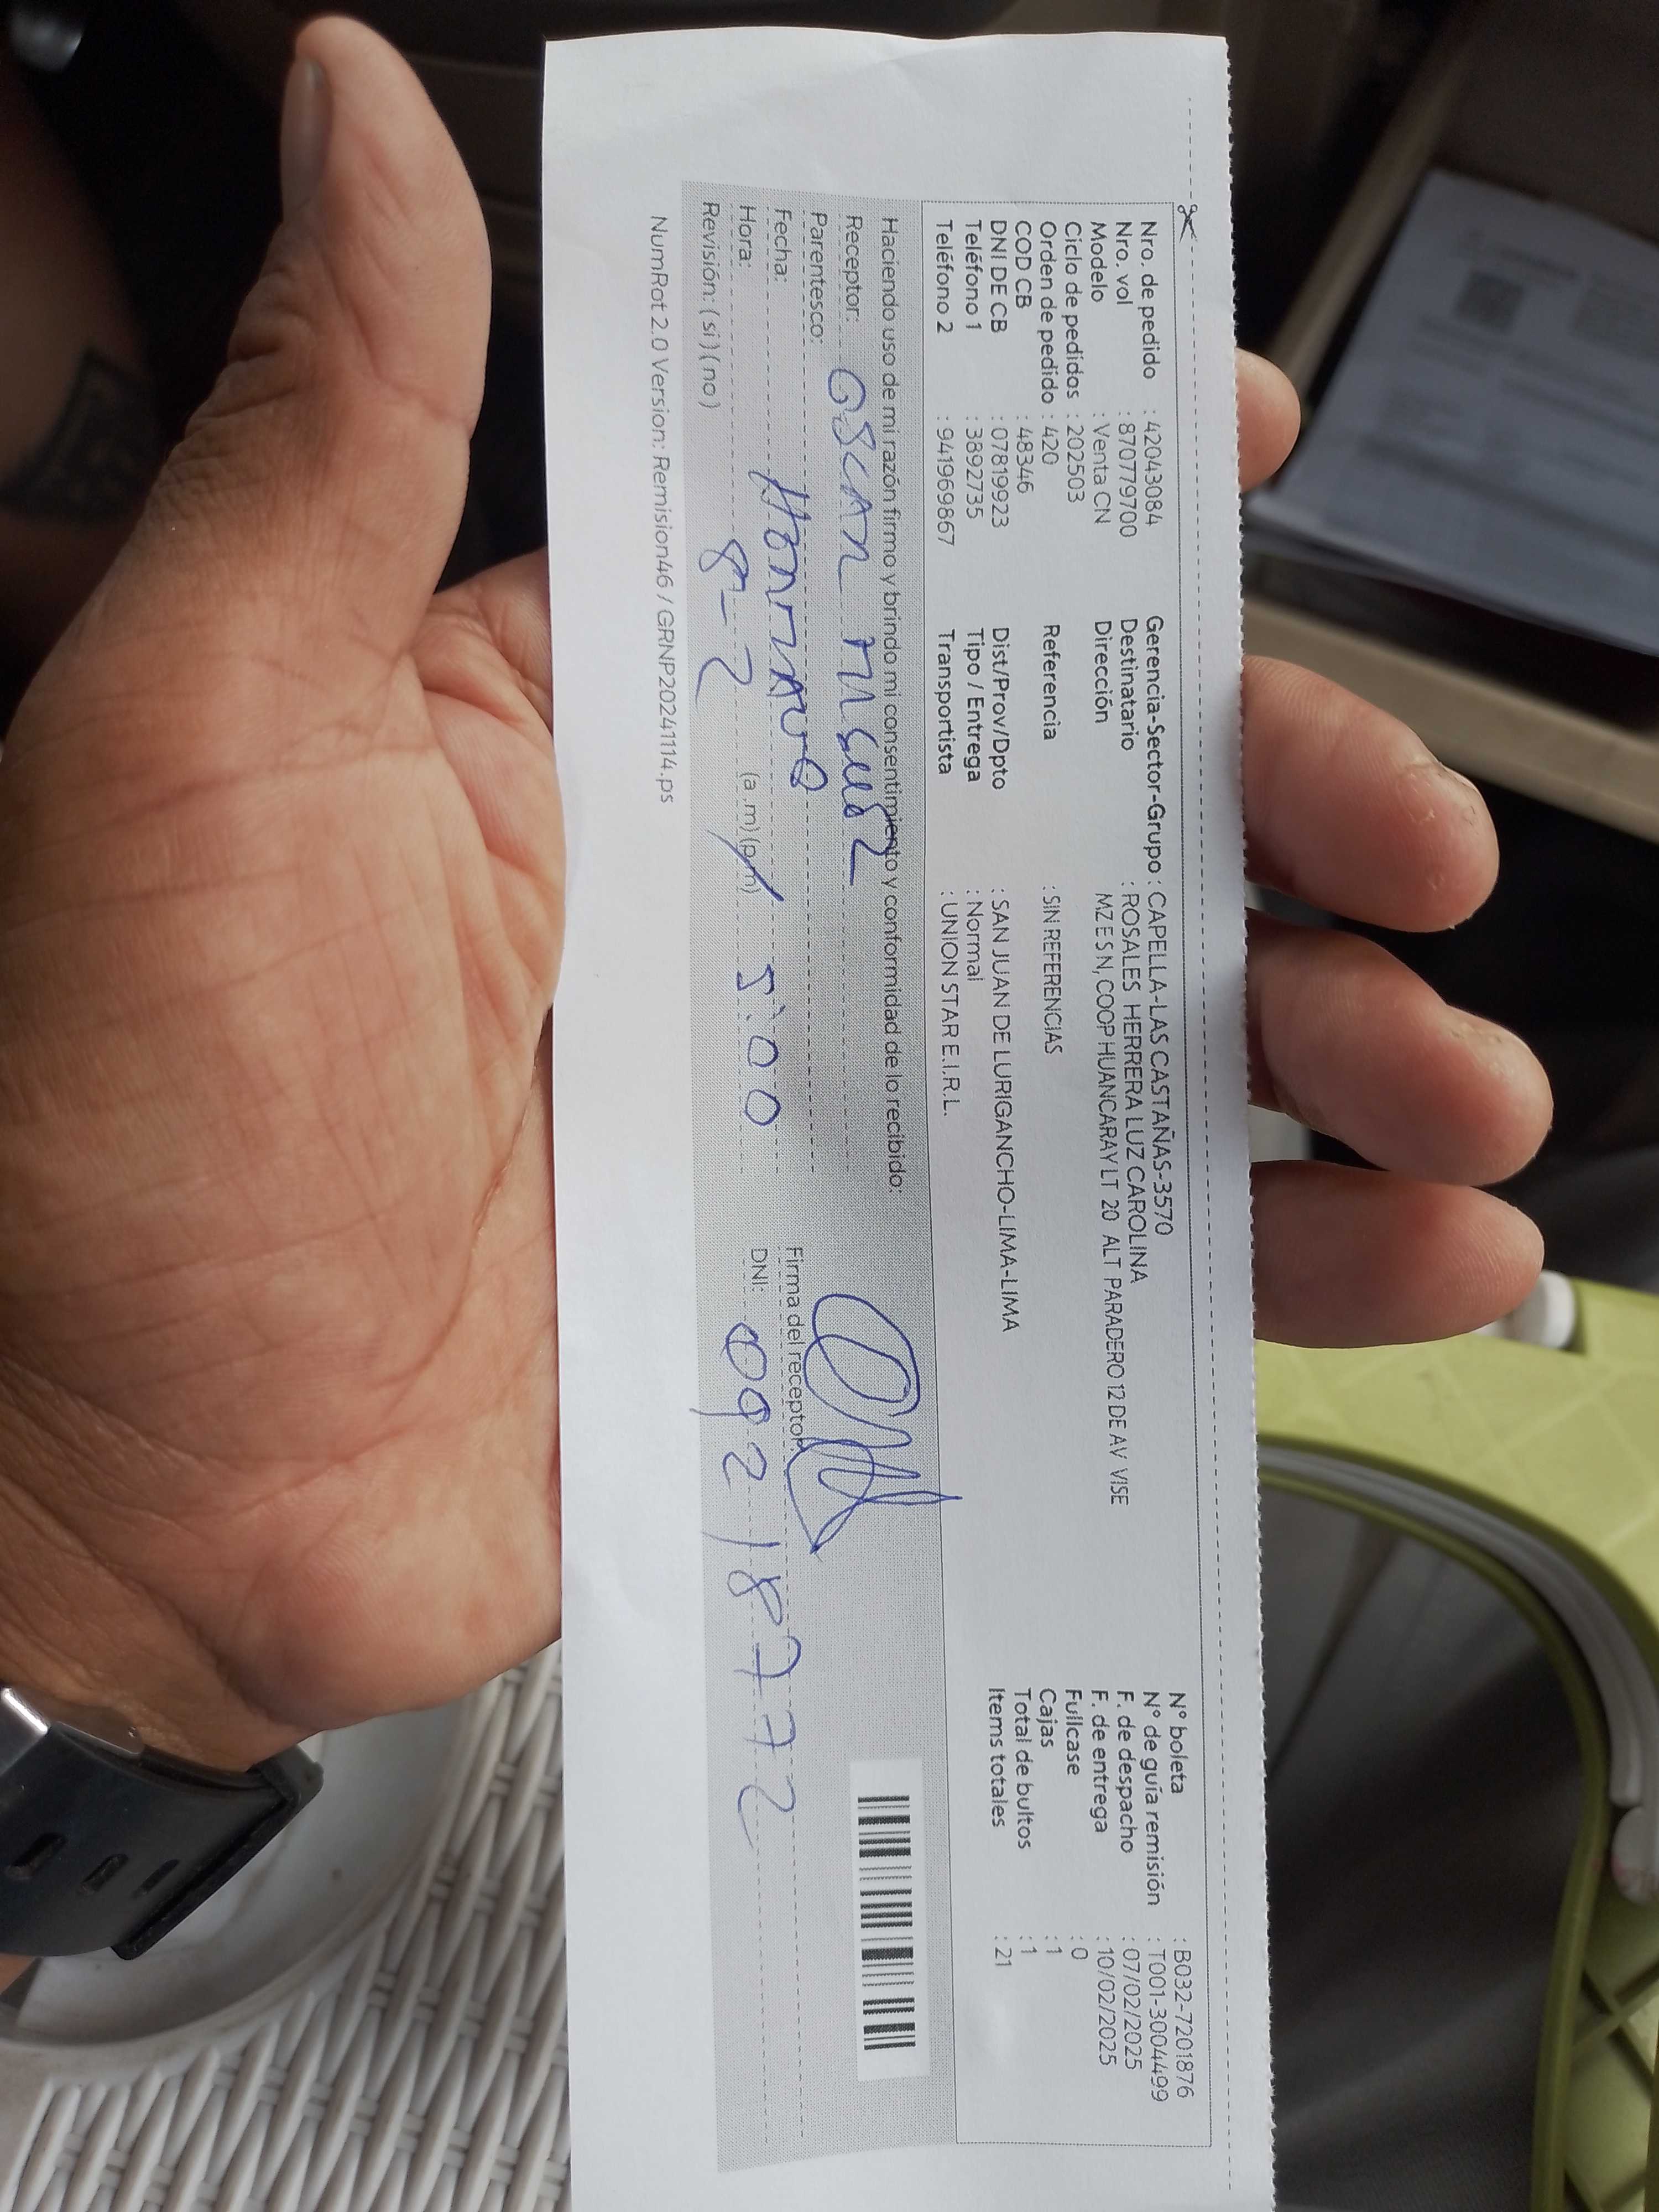 Nro. de pedido : 42043084
Nro. vol : 870779700
Modelo : Venta CN
Ciclo de pedidos : 202503
Orden de pedido : 420
COD CB : 48346
DNI DE CB : 07819923
Teléfono 1 : 3892735
Teléfono 2 : 941969867
Gerencia-Sector-Grupo : CAPELLA-LAS CASTAÑAS-3570
Destinatario : ROSALES HERRERA LUZ CAROLINA
Dirección MZ E S N, COOP HUANCARAY LT 20 ALT PARADERO 12 DE AV VISE
Referencia : SIN REFERENCIAS
Dist/Prov/Dpto : SAN JUAN DE LURIGANCHO-LIMA-LIMA
Tipo / Entrega : Normal
Transportista : UNION STAR E.I.R.L.
N° boleta : B032-7201876
N° de guía remisión : T001-3004499
F. de despacho : 07/02/2025
F. de entrega : 10/02/2025
Fullcase : 0
Cajas : 1
Total de bultos : 1
Items totales : 21
Haciendo uso de mi razón firmo y brindo mi consentimiento y conformidad de lo recibido:
Receptor: OSCAR
Parentesco:
Fecha: 8-2
Hora: (a.m)(pm) 5:00
Revisión: (si)(no)
Firma del receptor
DNI: 09218772
NumRot 2.0 Version: Remision46 / GRNP20241114.ps